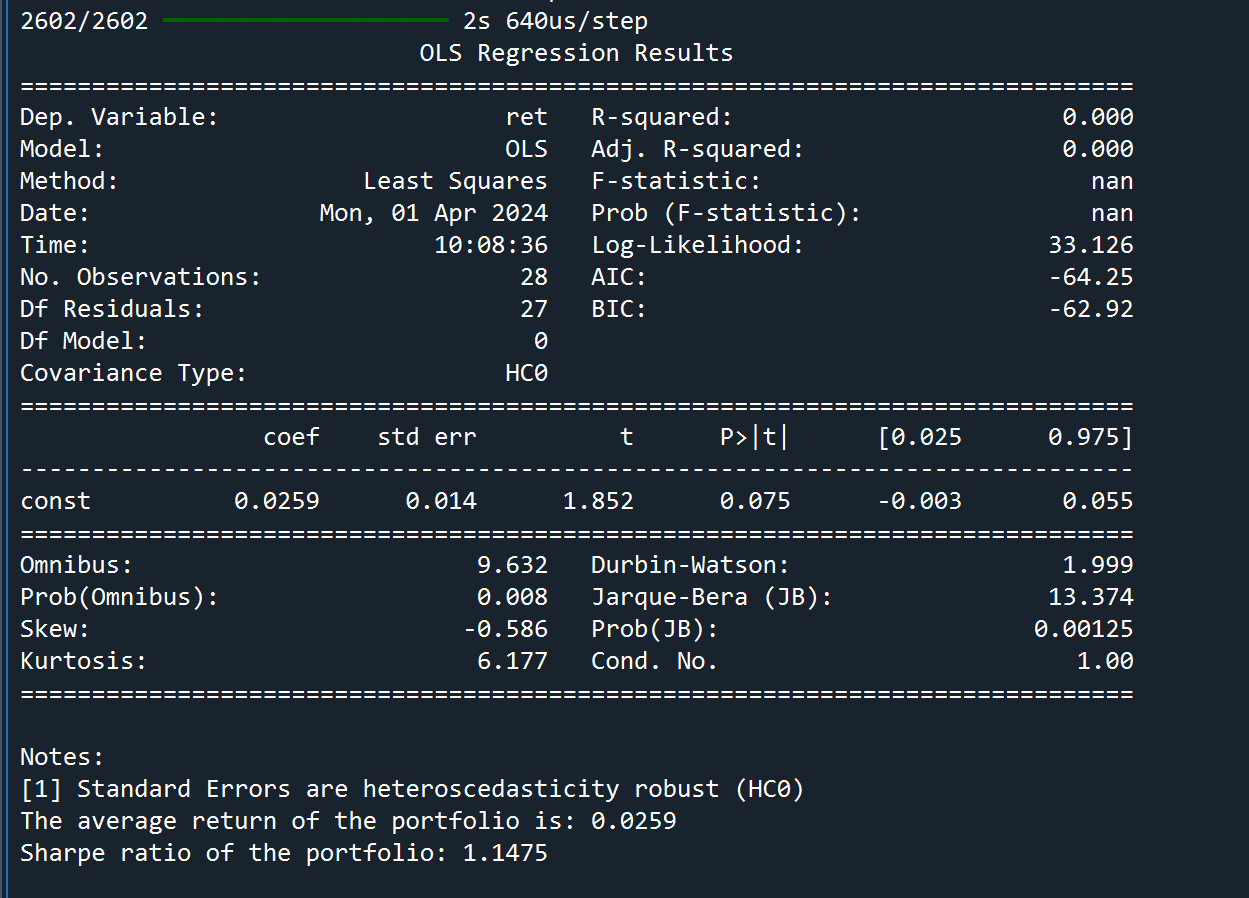 2602/2602 ━━━━━━━━━━━━━━━━━━━━ 2s 640us/step
                            OLS Regression Results
==============================================================================
Dep. Variable:                    ret   R-squared:                       0.000
Model:                            OLS   Adj. R-squared:                  0.000
Method:                 Least Squares   F-statistic:                       nan
Date:                Mon, 01 Apr 2024   Prob (F-statistic):                nan
Time:                        10:08:36   Log-Likelihood:                 33.126
No. Observations:                  28   AIC:                            -64.25
Df Residuals:                      27   BIC:                            -62.92
Df Model:                           0
Covariance Type:                  HC0
==============================================================================
                 coef    std err          t      P>|t|      [0.025      0.975]
------------------------------------------------------------------------------
const          0.0259      0.014      1.852      0.075      -0.003       0.055
==============================================================================
Omnibus:                        9.632   Durbin-Watson:                   1.999
Prob(Omnibus):                  0.008   Jarque-Bera (JB):               13.374
Skew:                          -0.586   Prob(JB):                      0.00125
Kurtosis:                       6.177   Cond. No.                         1.00
==============================================================================
Notes:
[1] Standard Errors are heteroscedasticity robust (HC0)
The average return of the portfolio is: 0.0259
Sharpe ratio of the portfolio: 1.1475